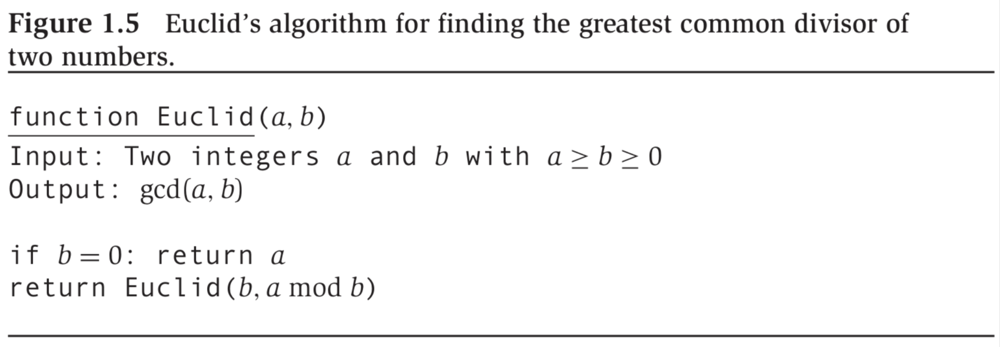 Figure 1.5 Euclid’s algorithm for finding the greatest common divisor of
two numbers.
function Euclid(a, b)
Input: Two integers a and b with a ≥ b ≥ 0
Output: gcd(a, b)
if b = 0: return a
return Euclid(b, a mod b)